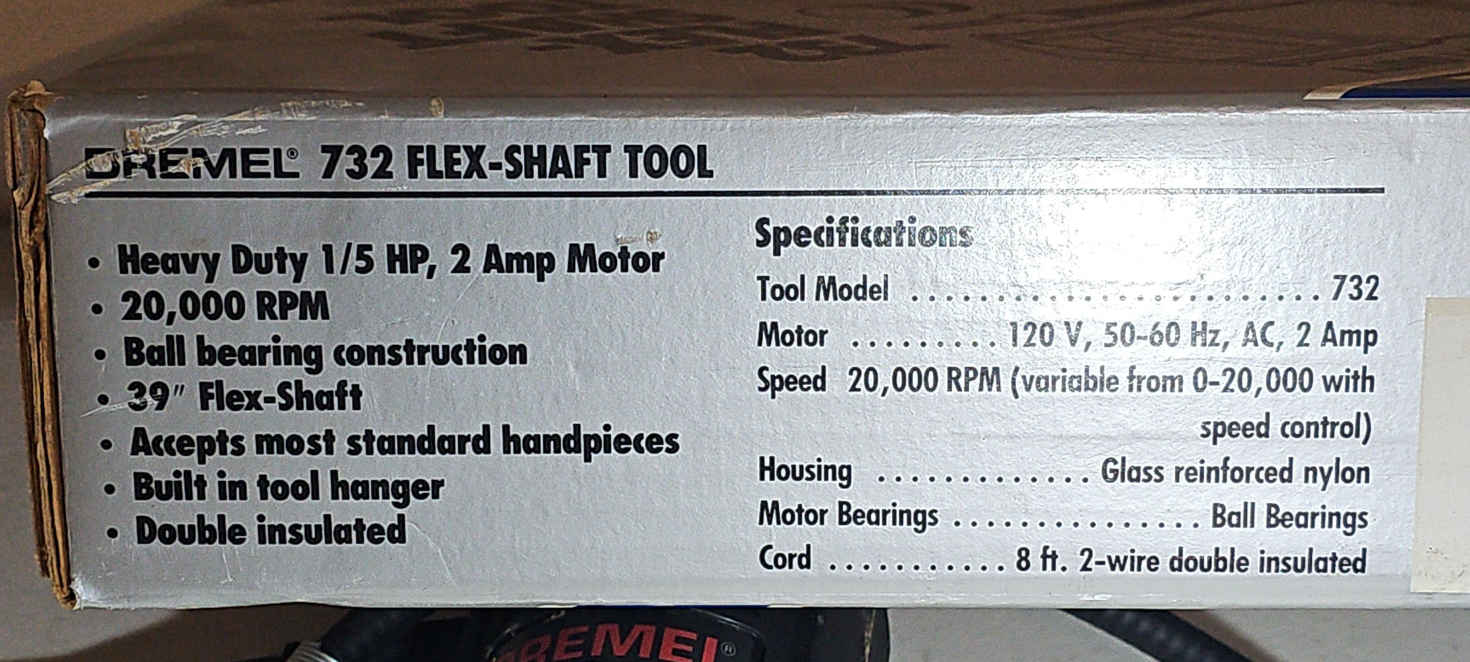 DREMEL® 732 FLEX-SHAFT TOOL
• Heavy Duty 1/5 HP, 2 Amp Motor
• 20,000 RPM
• Ball bearing construction
• 39″ Flex-Shaft
• Accepts most standard handpieces
• Built in tool hanger
• Double insulated
Specifications
Tool Model ........................... 732
Motor .......... 120 V, 50-60 Hz, AC, 2 Amp
Speed 20,000 RPM (variable from 0-20,000 with
speed control)
Housing ............. Glass reinforced nylon
Motor Bearings ................ Ball Bearings
Cord ........... 8 ft. 2-wire double insulated
DREMEL®